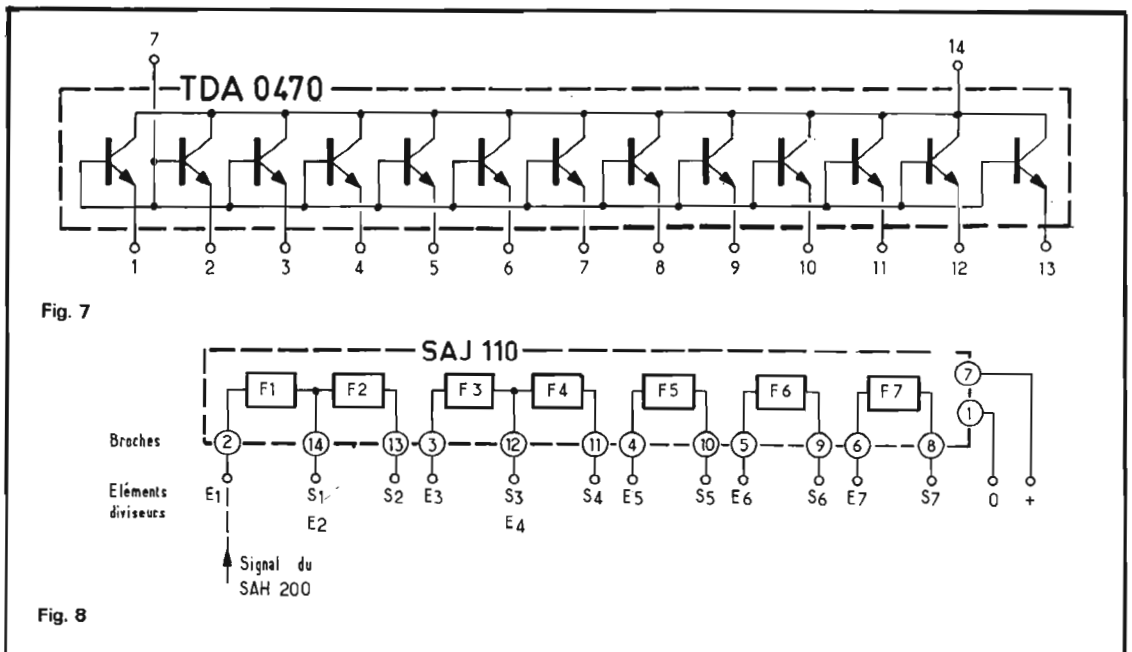 7 14
TDA 0470
1 2 3 4 5 6 7 8 9 10 11 12 13
Fig. 7
SAJ 110
F1 F2 F3 F4 F5 F6 F7
7
1
Broches 2 14 13 3 12 11 4 10 5 9 6 8
Eléments E1 S1 S2 E3 S3 S4 E5 S5 E6 S6 E7 S7 0 +
diviseurs E2 E4
Signal du
SAH 200
Fig. 8